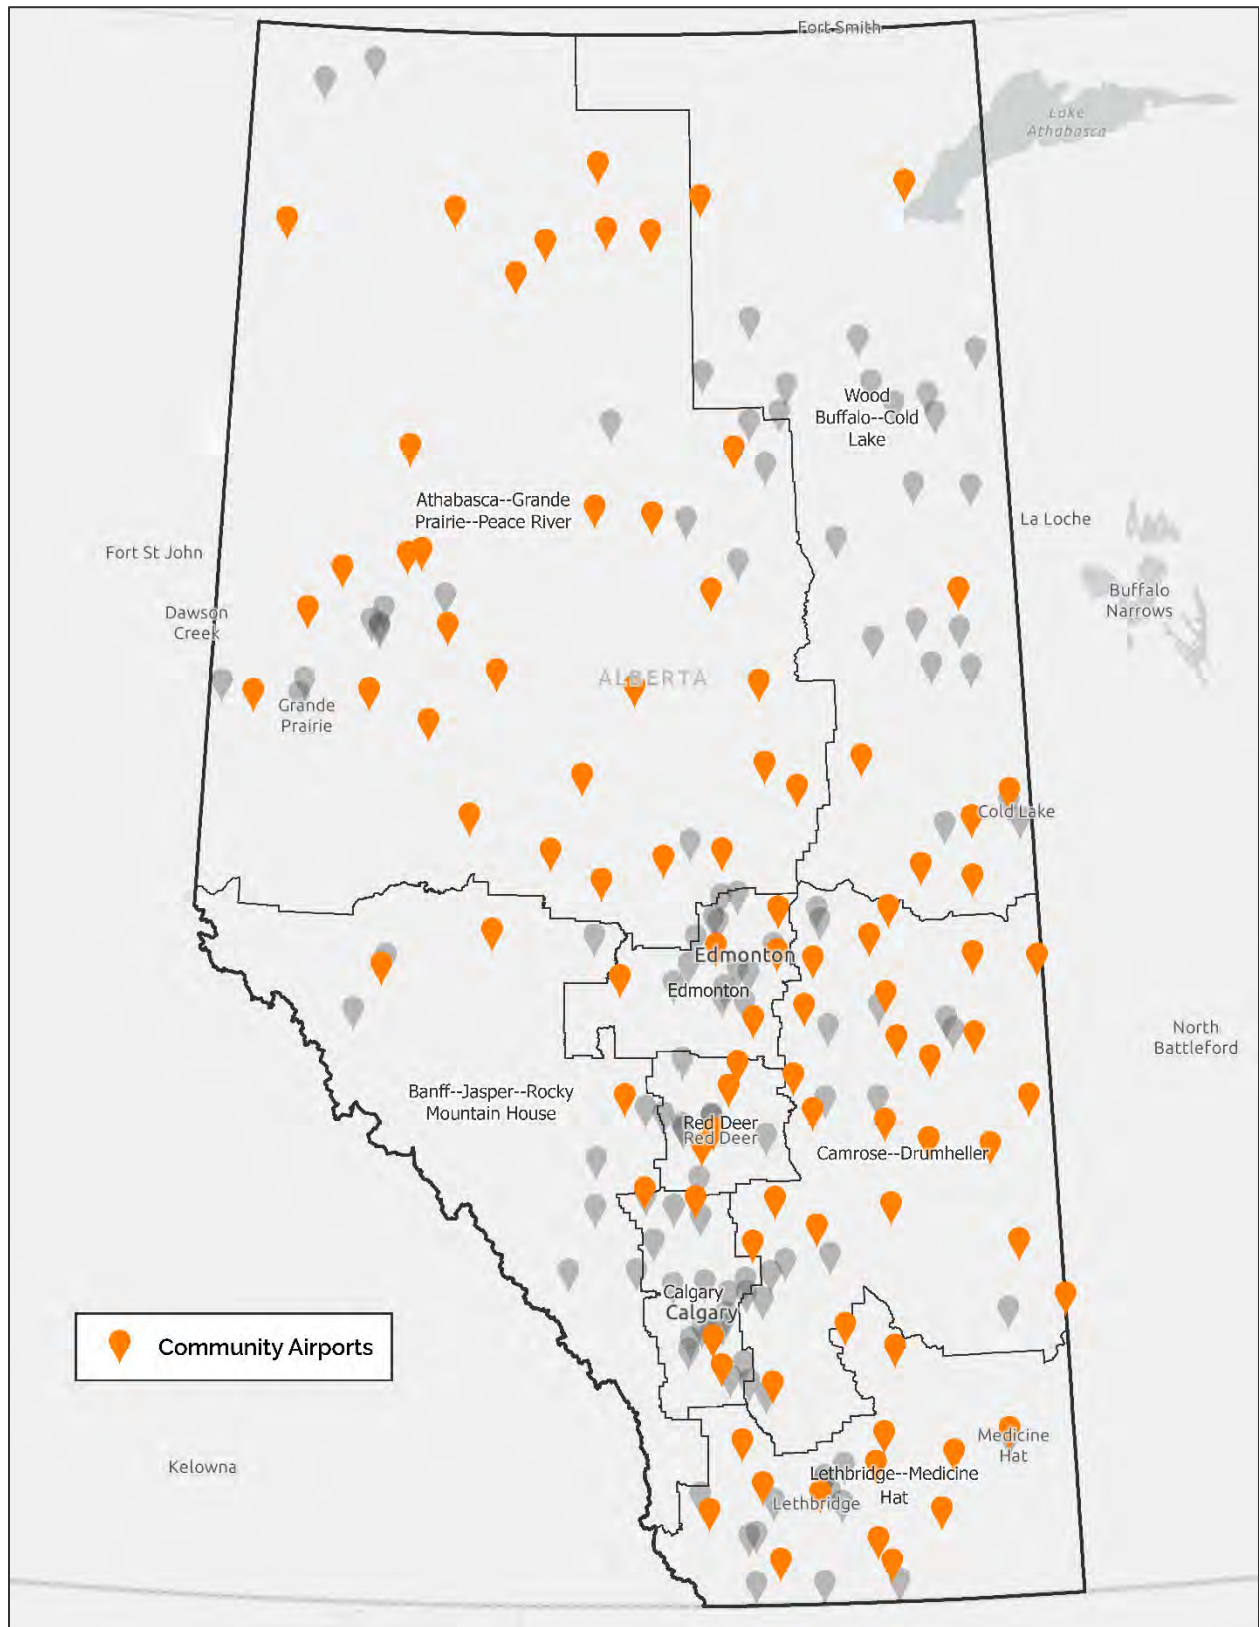 Fort Smith
Lake
Athabasca
Wood
Buffalo--Cold
Lake
Athabasca--Grande
Prairie--Peace River
La Loche
Fort St John
Buffalo
Narrows
Dawson
Creek
ALBERTA
Grande
Prairie
Cold Lake
Edmonton
Edmonton
North
Battleford
Banff--Jasper--Rocky
Mountain House
Red Deer
Red Deer
Camrose--Drumheller
Calgary
Calgary
Community Airports
Medicine
Hat
Kelowna
Lethbridge--Medicine
Hat
Lethbridge